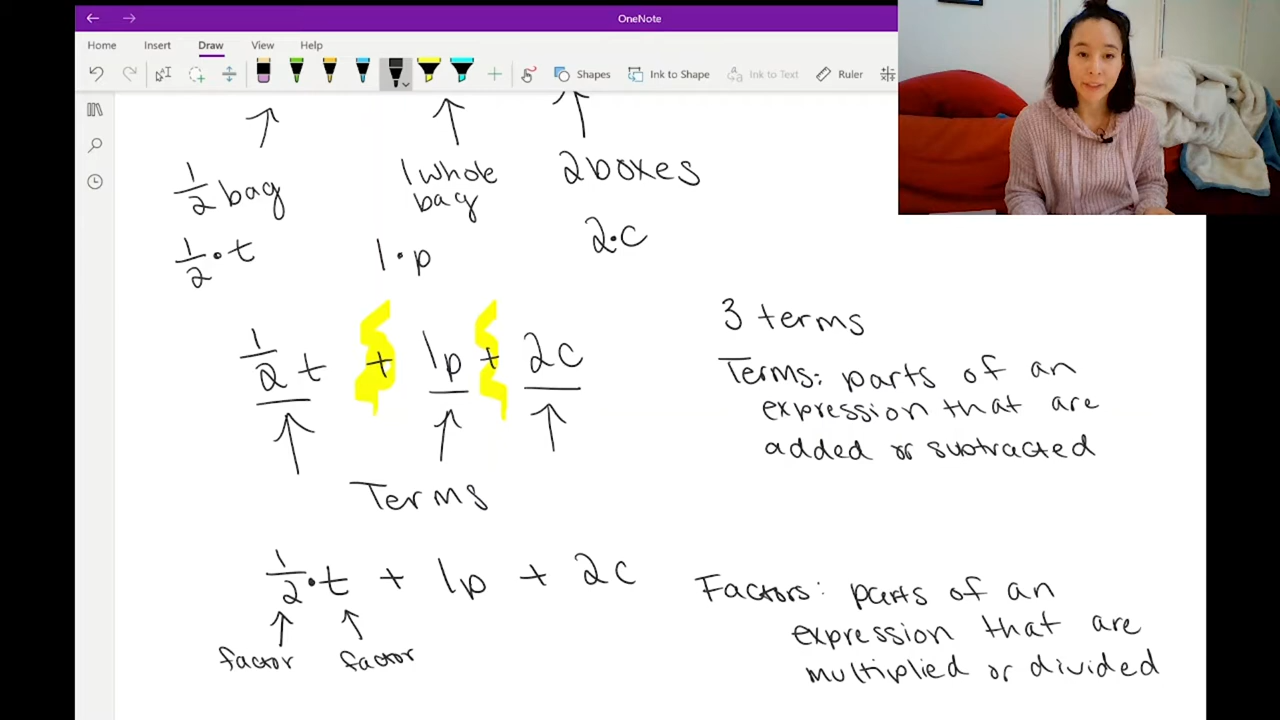 OneNote
Home Insert Draw View Help
Shapes Ink to Shape Ink to Text Ruler
1/2 bag 1 whole bag 2 boxes
1/2 · t 1 · p 2 · c
1/2 t + 1p + 2c
Terms
3 terms
Terms: parts of an
expression that are
added or subtracted
1/2 · t + 1p + 2c
factor factor
Factors: parts of an
expression that are
multiplied or divided